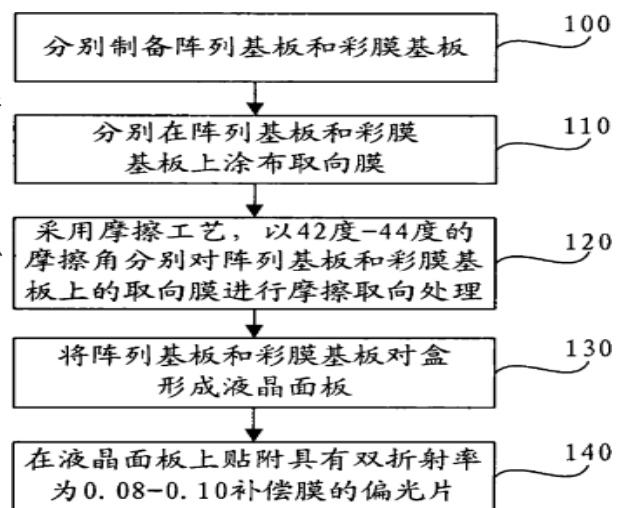 分别制备阵列基板和彩膜基板
100
分别在阵列基板和彩膜
基板上涂布取向膜
110
采用摩擦工艺，以42度-44度的
摩擦角分别对阵列基板和彩膜基
板上的取向膜进行摩擦取向处理
120
将阵列基板和彩膜基板对盒
形成液晶面板
130
在液晶面板上贴附具有双折射率
为0.08-0.10补偿膜的偏光片
140